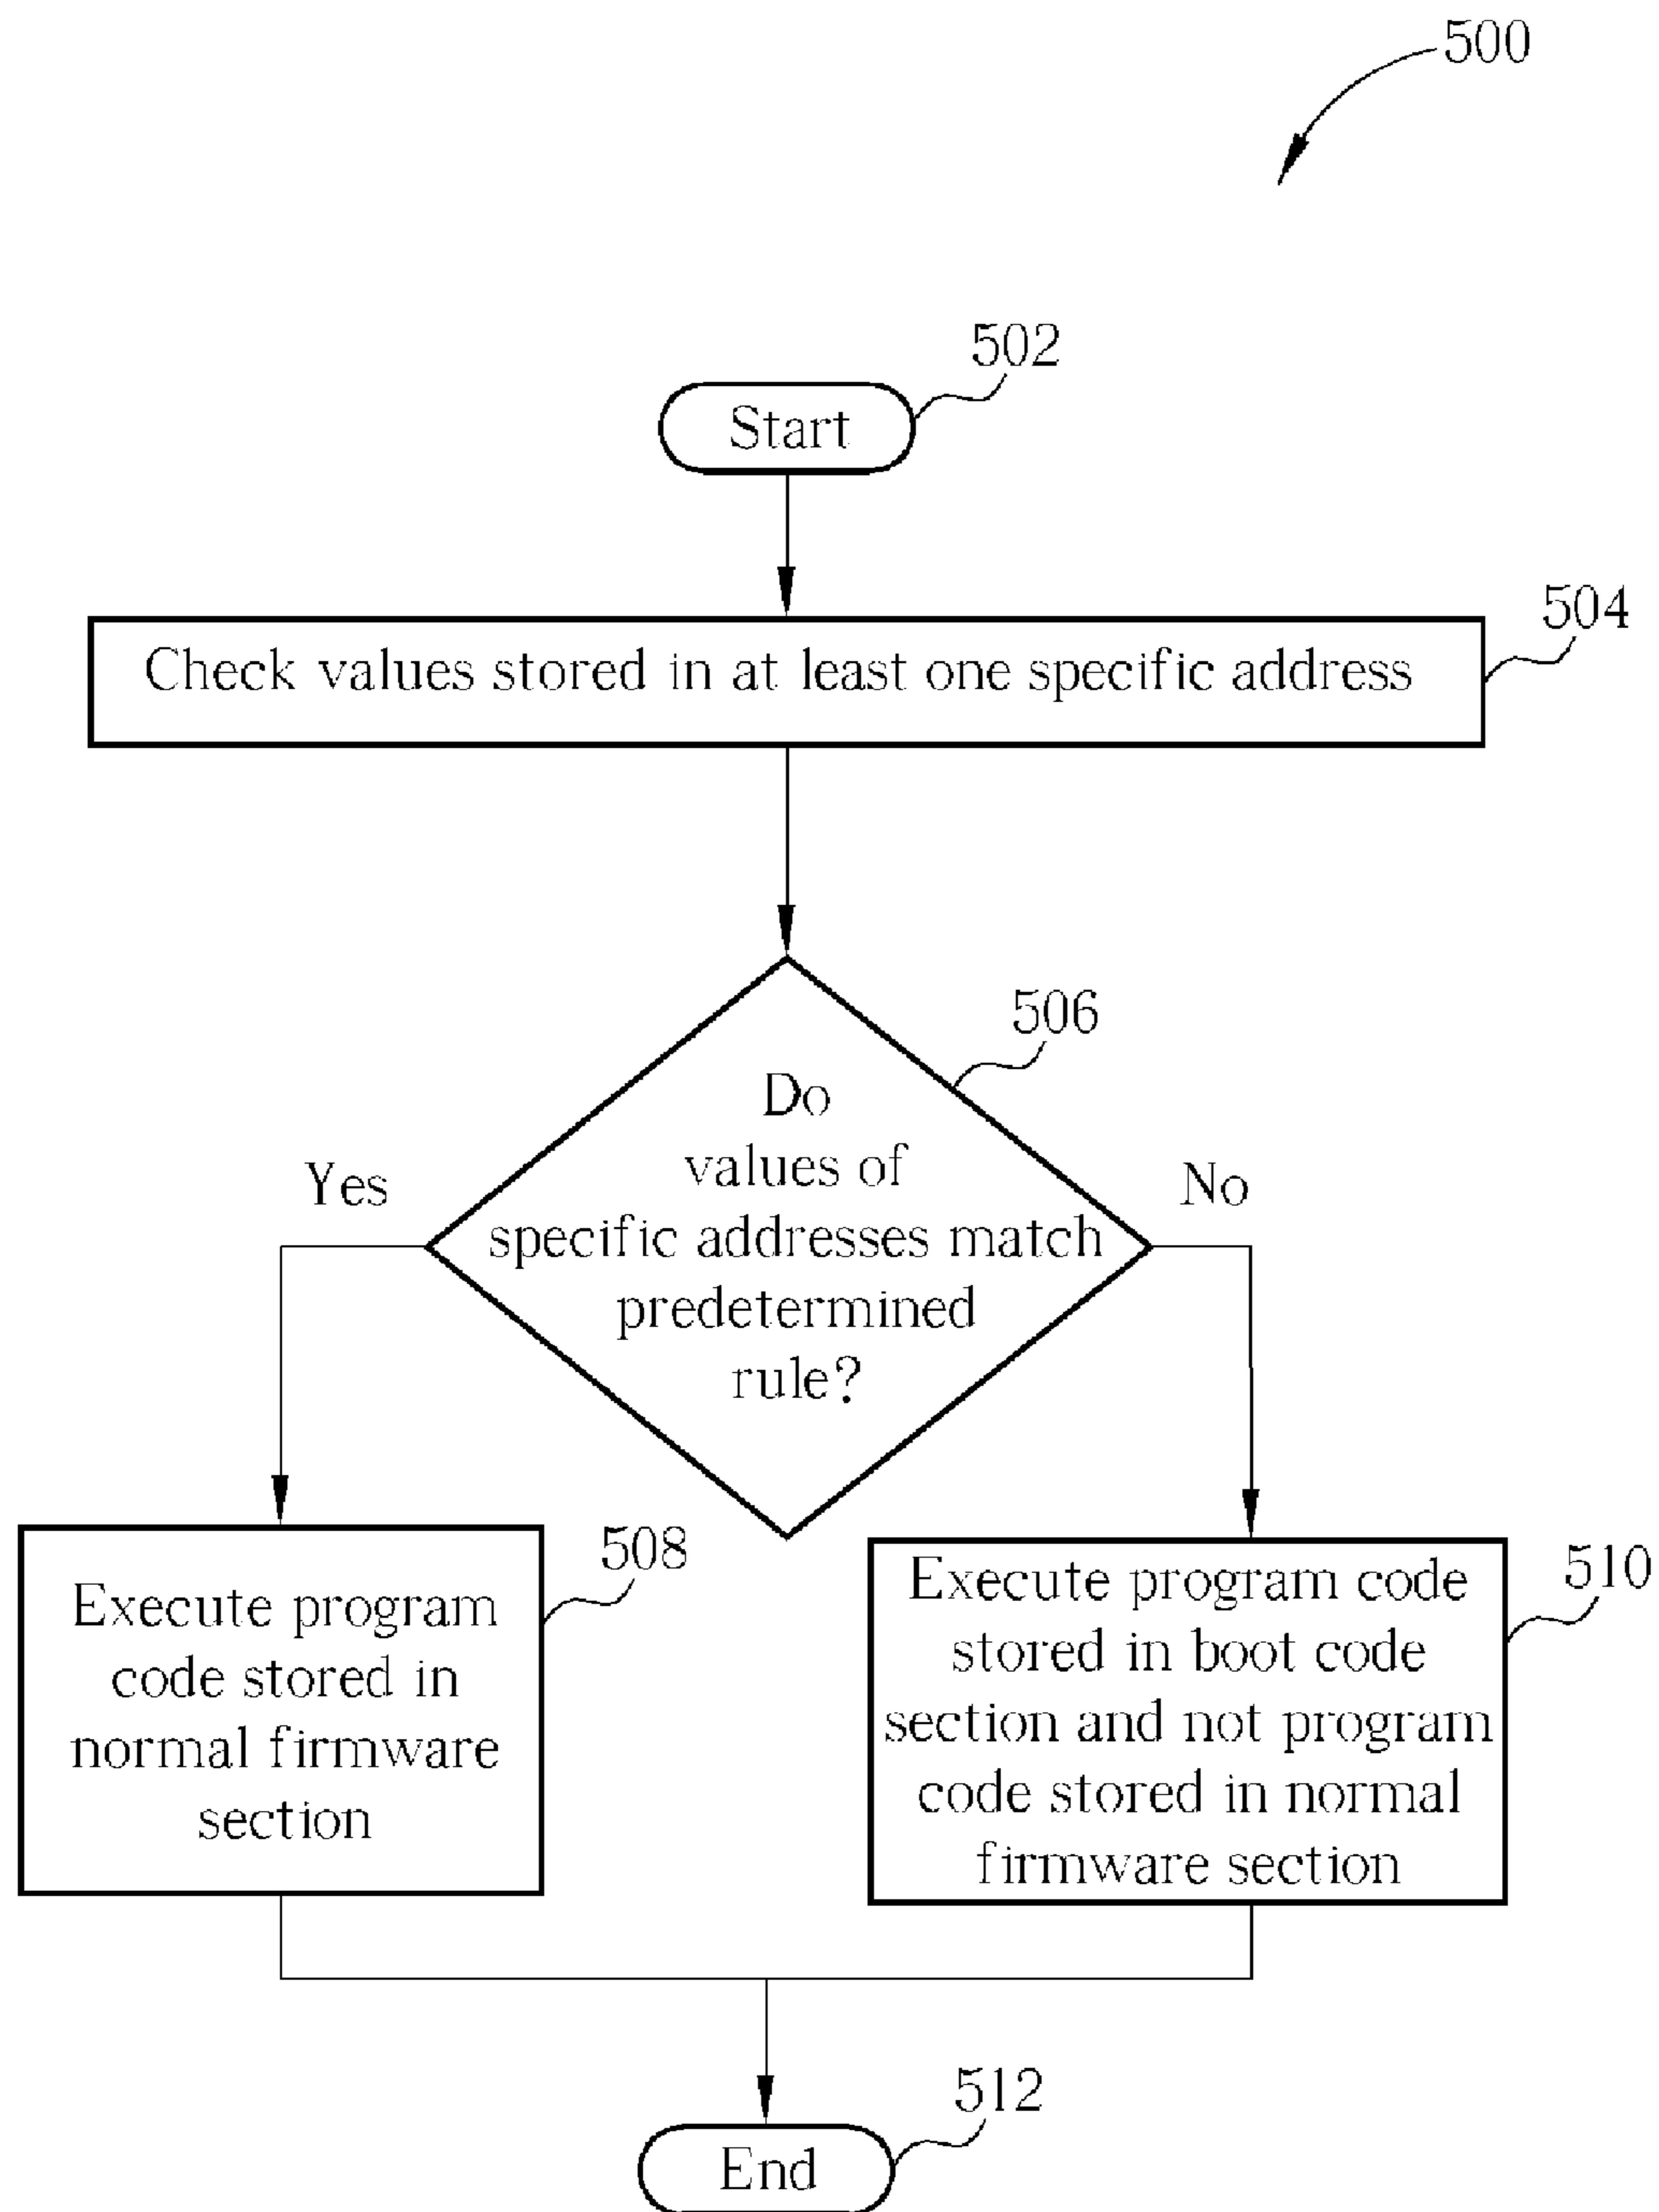 500
502
Start
504
Check values stored in at least one specific address
506
Do
values of
specific addresses match
predetermined
rule?
Yes
No
508
Execute program
code stored in
normal firmware
section
510
Execute program code
stored in boot code
section and not program
code stored in normal
firmware section
512
End